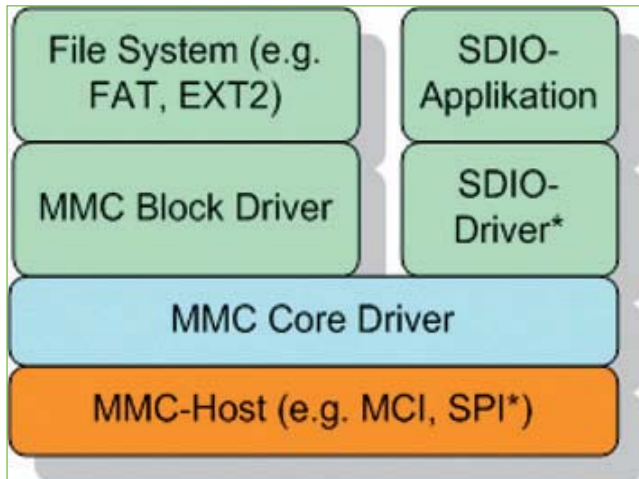 File System (e.g.
FAT, EXT2)
SDIO-
Applikation
MMC Block Driver
SDIO-
Driver*
MMC Core Driver
MMC-Host (e.g. MCI, SPI*)